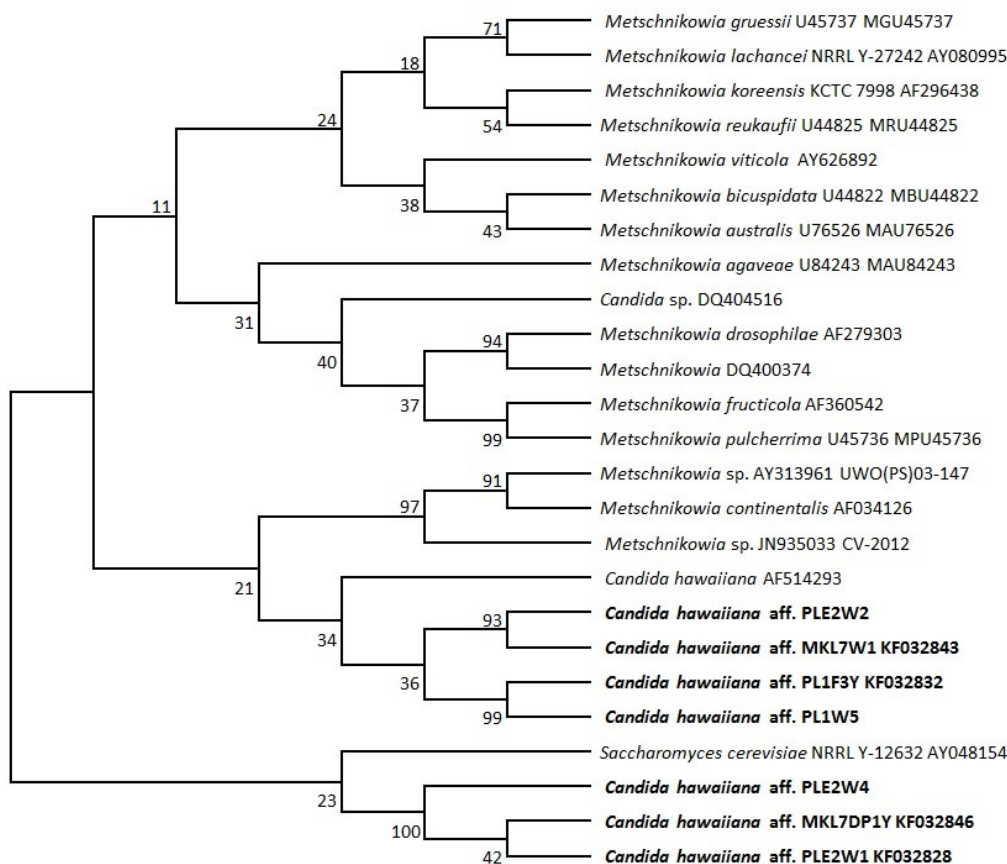 71
Metschnikowia gruessii U45737 MGU45737
Metschnikowia lachancei NRRL Y-27242 AY080995
18
Metschnikowia koreensis KCTC 7998 AF296438
54
Metschnikowia reukaufii U44825 MRU44825
24
Metschnikowia viticola AY626892
38
Metschnikowia bicuspidata U44822 MBU44822
43
Metschnikowia australis U76526 MAU76526
11
Metschnikowia agaveae U84243 MAU84243
31
Candida sp. DQ404516
40
94
Metschnikowia drosophilae AF279303
Metschnikowia DQ400374
37
Metschnikowia fructicola AF360542
99
Metschnikowia pulcherrima U45736 MPU45736
91
Metschnikowia sp. AY313961 UWO(PS)03-147
97
Metschnikowia continentalis AF034126
Metschnikowia sp. JN935033 CV-2012
21
Candida hawaiiana AF514293
34
93
Candida hawaiiana aff. PLE2W2
Candida hawaiiana aff. MKL7W1 KF032843
36
Candida hawaiiana aff. PL1F3Y KF032832
99
Candida hawaiiana aff. PL1W5
Saccharomyces cerevisiae NRRL Y-12632 AY048154
23
Candida hawaiiana aff. PLE2W4
100
Candida hawaiiana aff. MKL7DP1Y KF032846
42
Candida hawaiiana aff. PLE2W1 KF032828